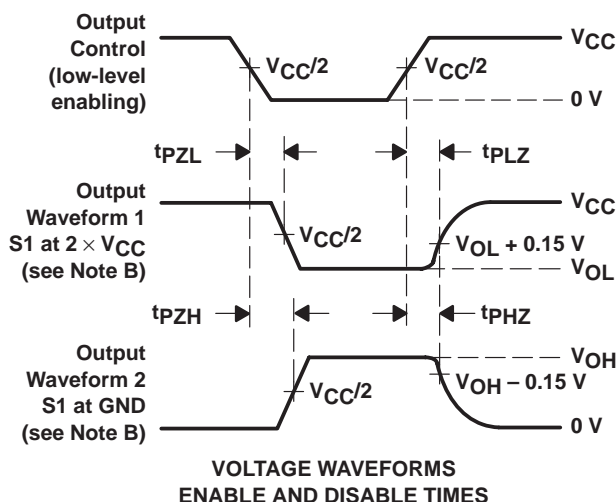 Output
Control
(low-level
enabling)
VCC/2
VCC/2
VCC
0 V
tPZL
tPLZ
Output
Waveform 1
S1 at 2 × VCC
(see Note B)
VCC/2
VCC
VOL + 0.15 V
VOL
tPZH
tPHZ
Output
Waveform 2
S1 at GND
(see Note B)
VCC/2
VOH
VOH – 0.15 V
0 V
VOLTAGE WAVEFORMS
ENABLE AND DISABLE TIMES